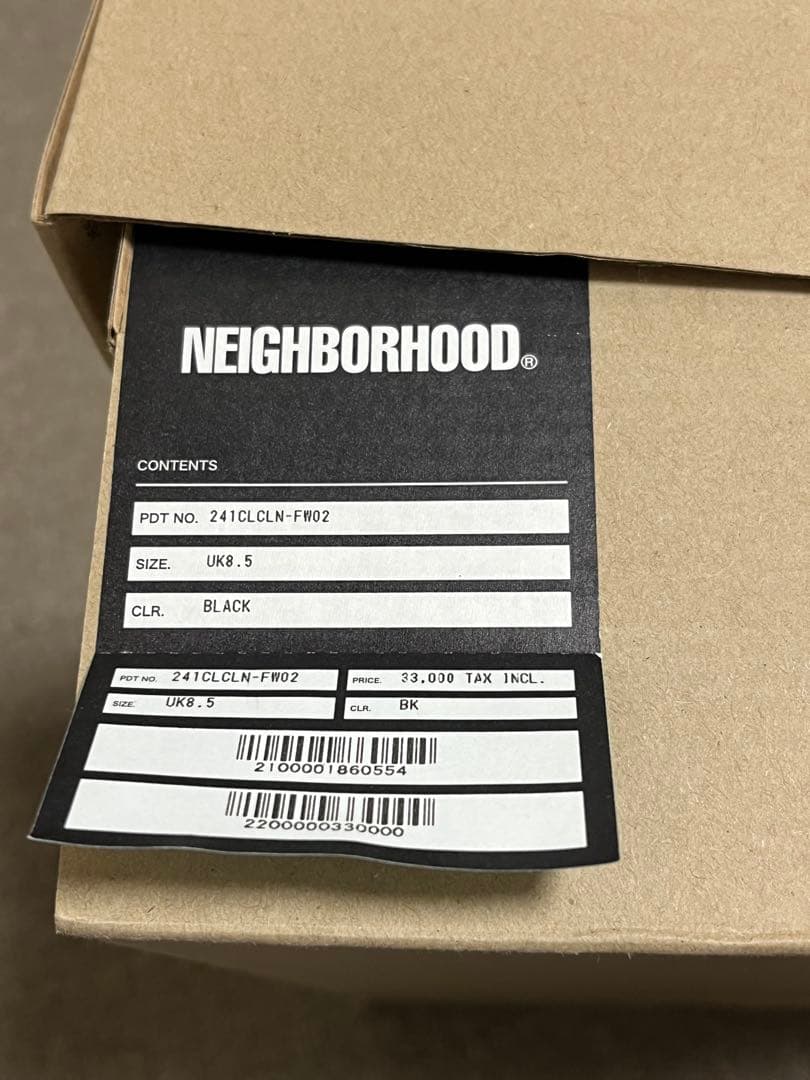 NEIGHBORHOOD®
CONTENTS
PDT NO. 241CLCLN-FW02
SIZE. UK8.5
CLR. BLACK
PDT NO. 241CLCLN-FW02 PRICE. 33,000 TAX INCL.
SIZE. UK8.5 CLR. BK
2100001860554
2200000330000